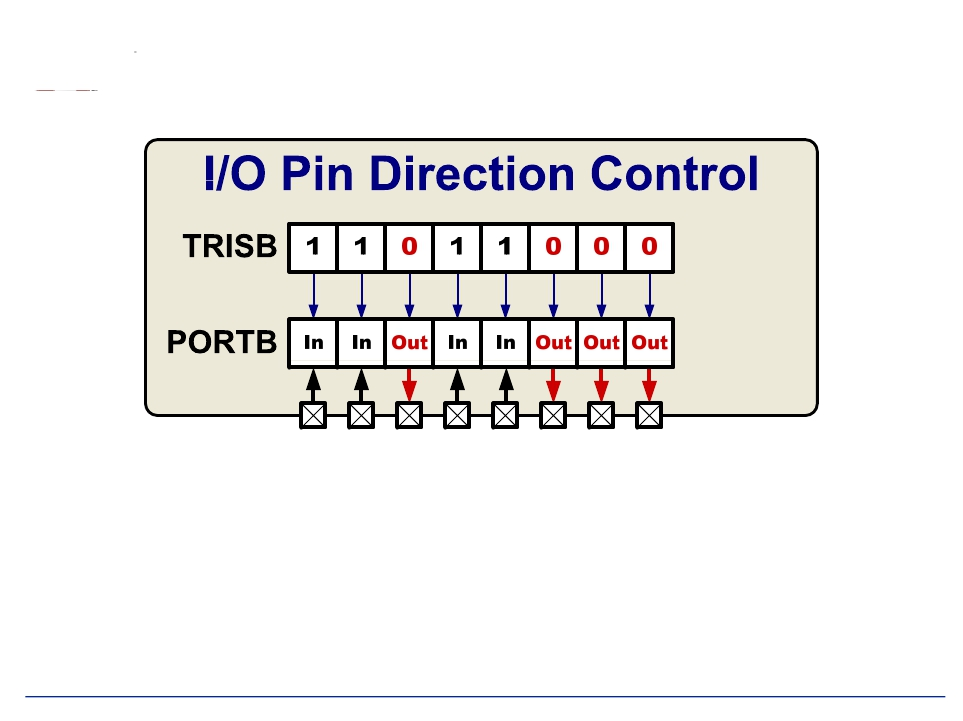 I/O Pin Direction Control
TRISB 1 1 0 1 1 0 0 0
PORTB In In Out In In Out Out Out